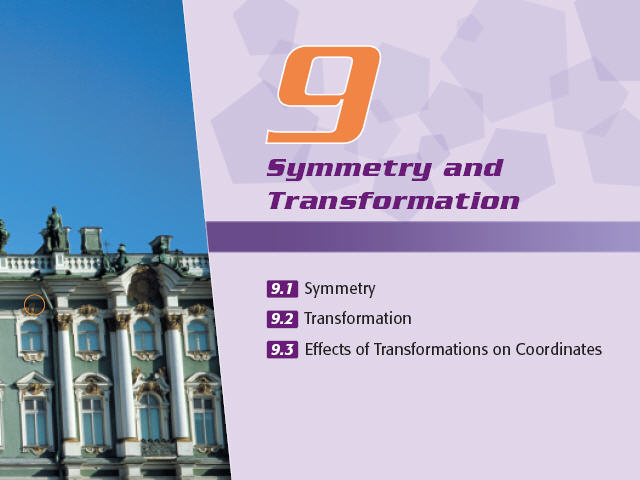 9
Symmetry and
Transformation
9.1 Symmetry
9.2 Transformation
9.3 Effects of Transformations on Coordinates